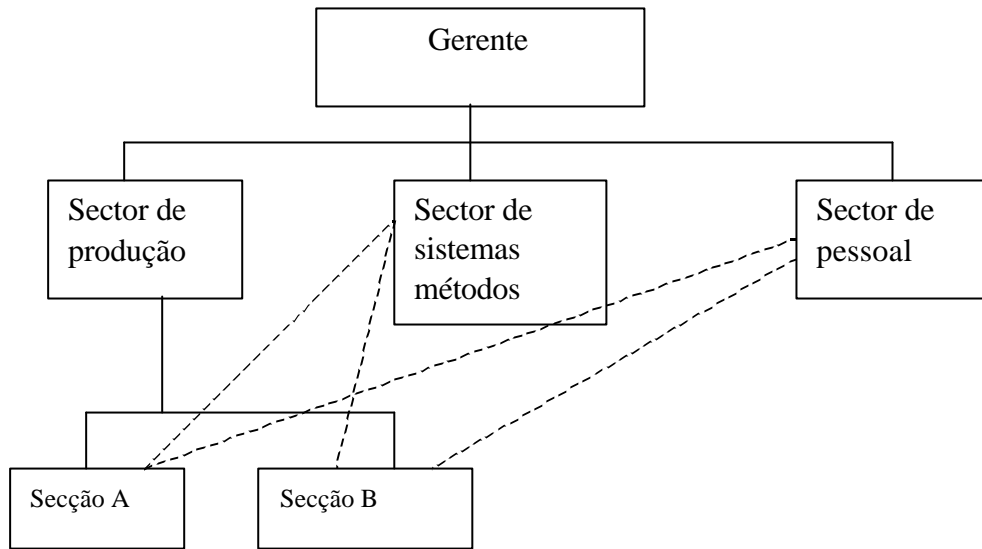 Gerente
Sector de
produção
Sector de
sistemas
métodos
Sector de
pessoal
Secção A
Secção B